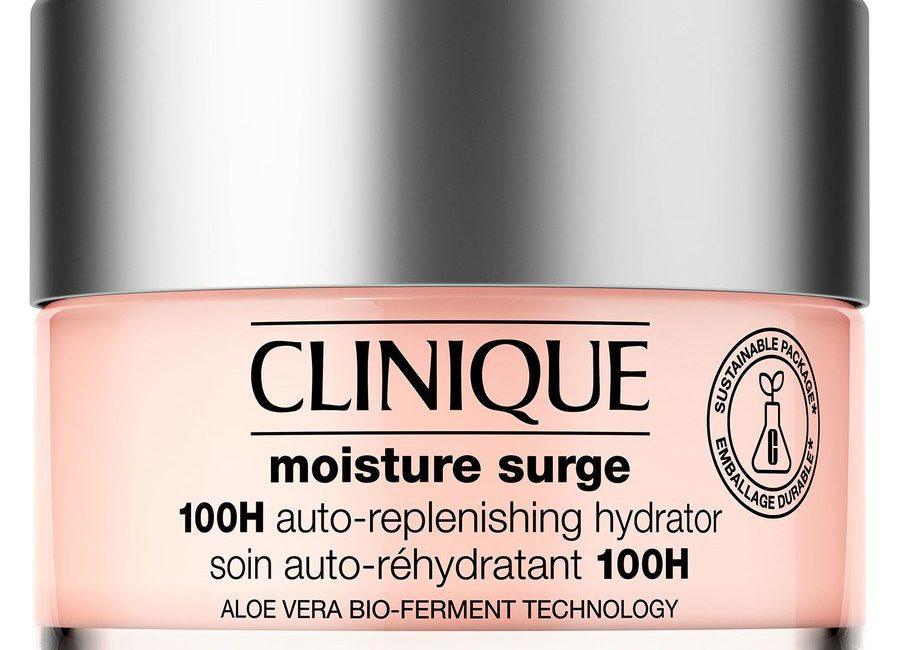 CLINIQUE
moisture surge
100H auto-replenishing hydrator
soin auto-réhydratant 100H
ALOE VERA BIO-FERMENT TECHNOLOGY
SUSTAINABLE PACKAGE*
C
EMBALLAGE DURABLE*